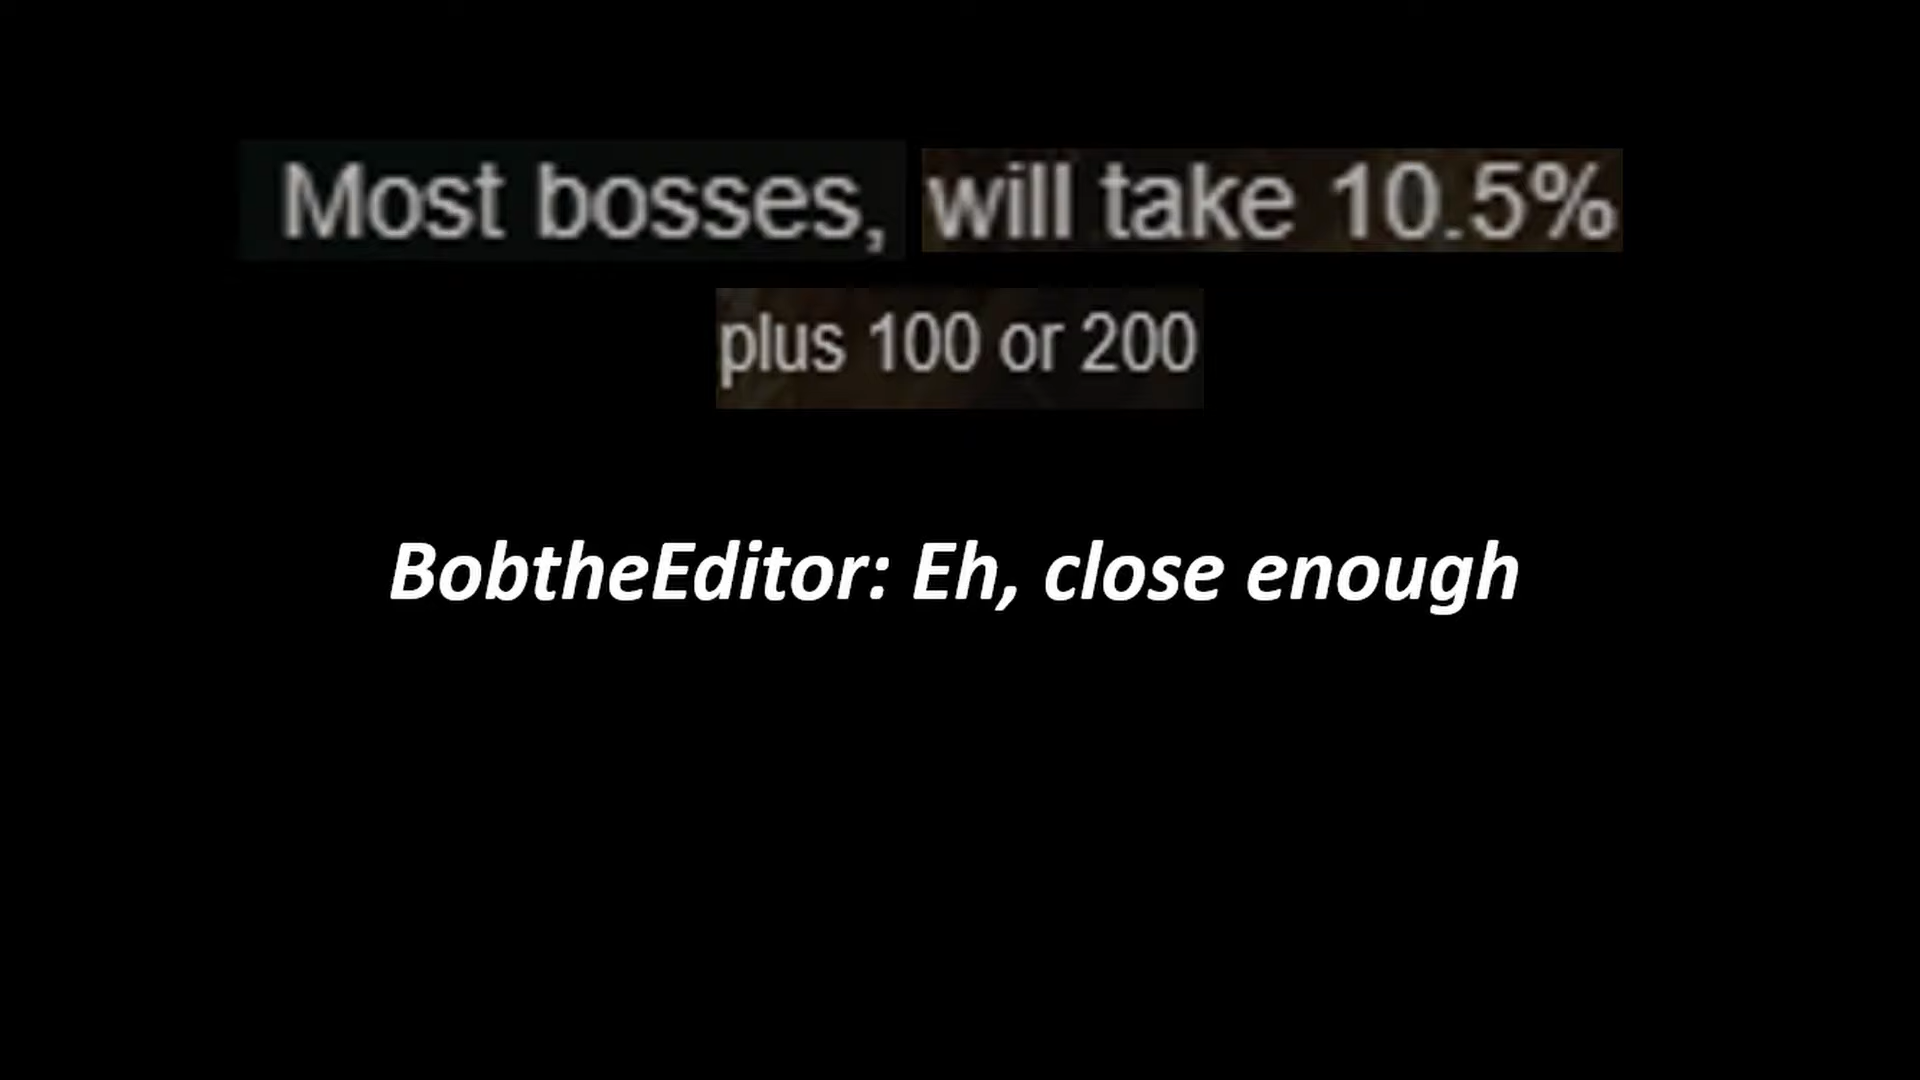 Most bosses, will take 10.5%
plus 100 or 200
BobtheEditor: Eh, close enough